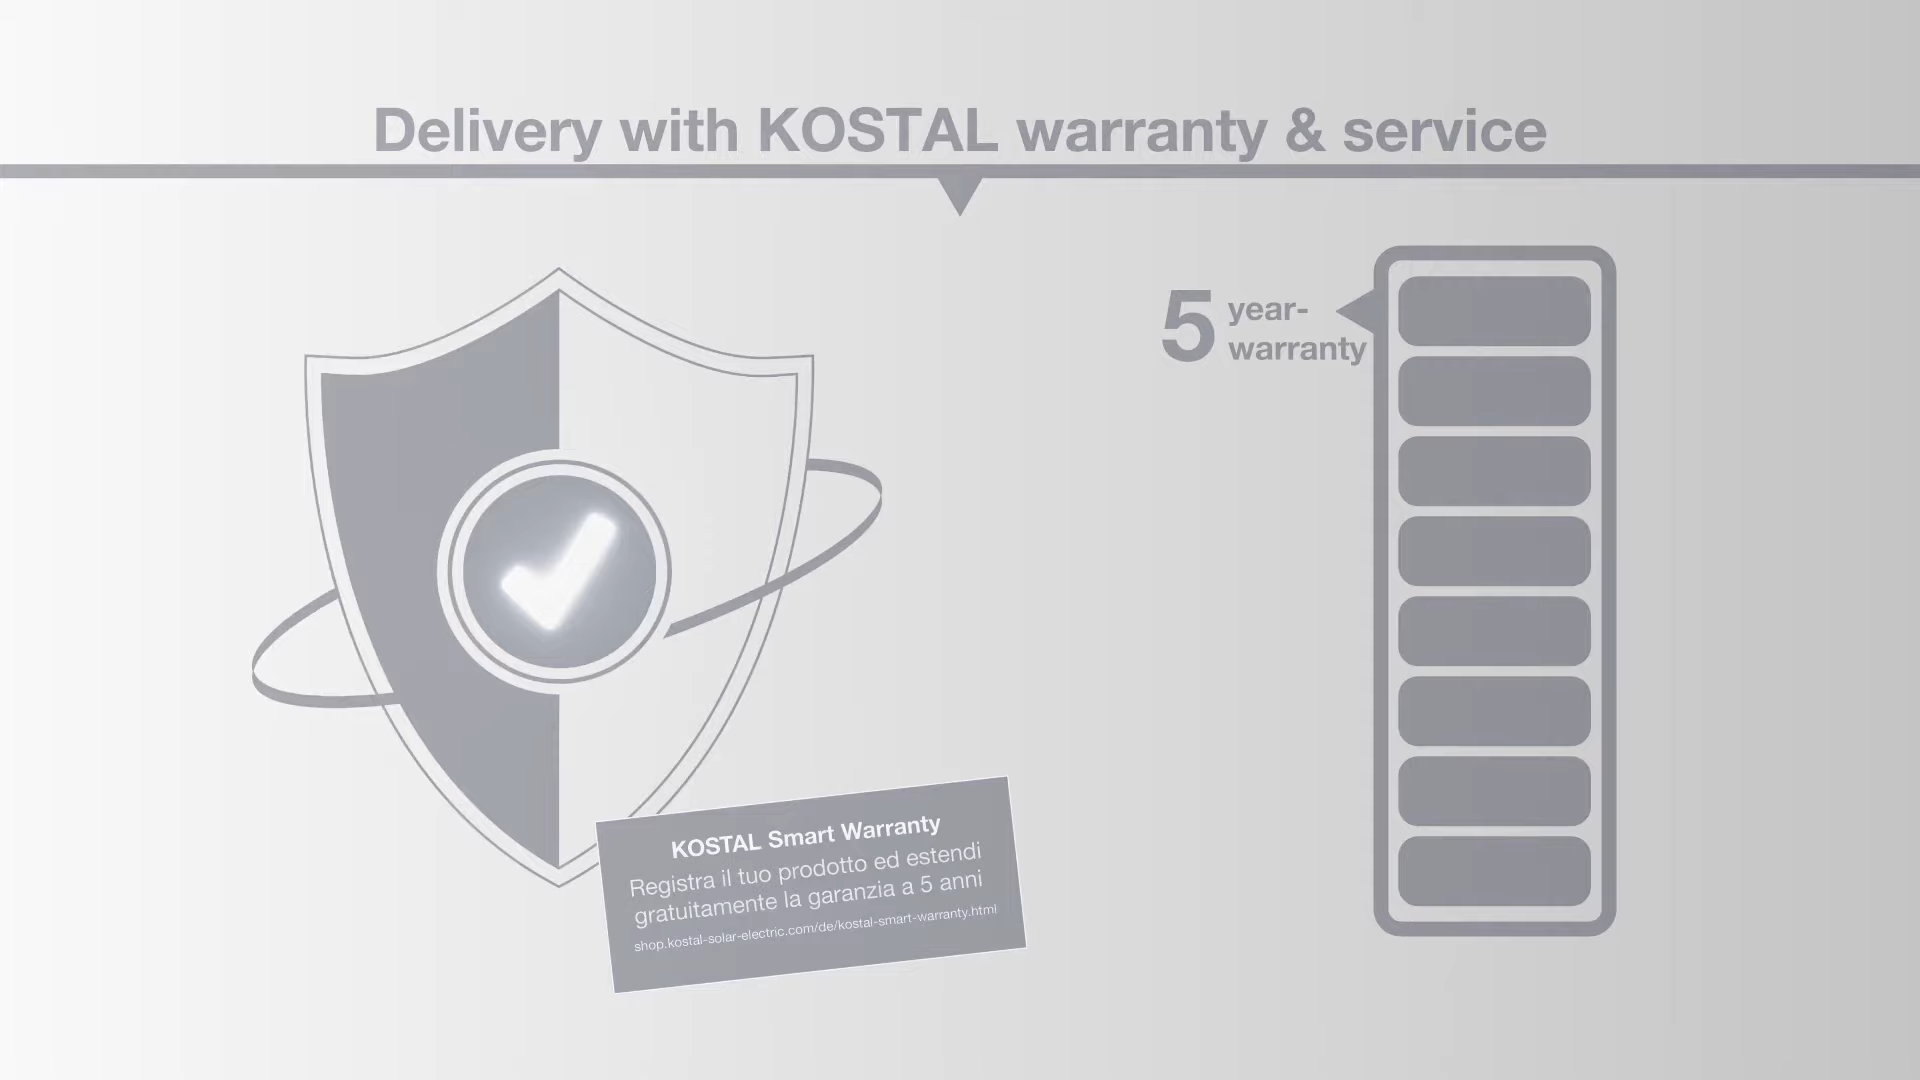 Delivery with KOSTAL warranty & service
5 year-
warranty
KOSTAL Smart Warranty
Registra il tuo prodotto ed estendi
gratuitamente la garanzia a 5 anni
shop.kostal-solar-electric.com/de/kostal-smart-warranty.html